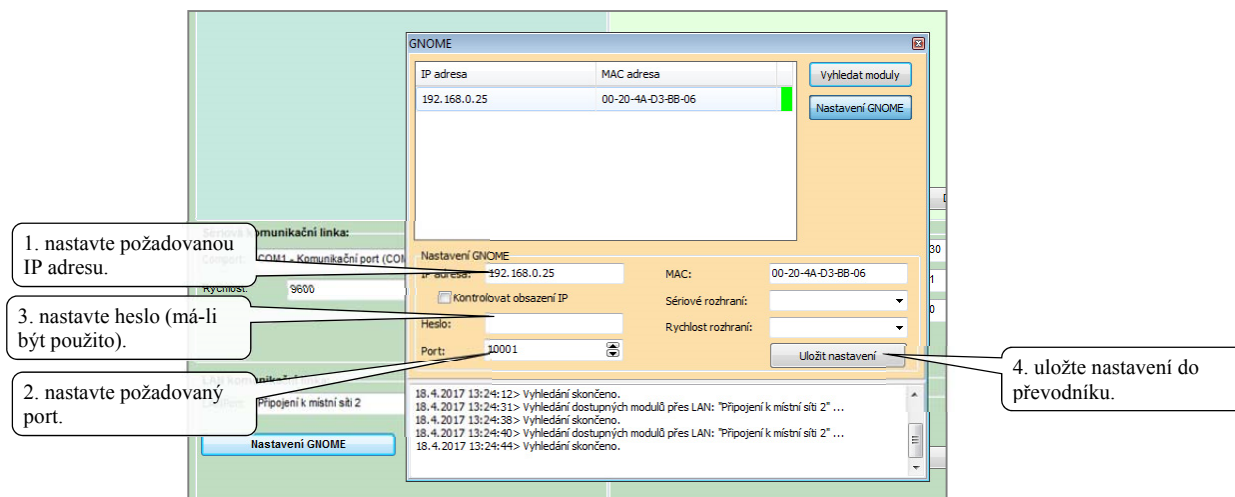 GNOME
IP adresa MAC adresa
192.168.0.25 00-20-4A-D3-BB-06
Vyhledat moduly
Nastavení GNOME
Sériová komunikační linka:
Comport: COM1 - Komunikační port (COM
Rychlost: 9600
1. nastavte požadovanou
IP adresu.
3. nastavte heslo (má-li
být použito).
2. nastavte požadovaný
port.
LAN komunikační linka
Připojení k místní síti 2
Nastavení GNOME
Nastavení GNOME
IP adresa: 192.168.0.25 MAC: 00-20-4A-D3-BB-06
Kontrolovat obsazení IP Sériové rozhraní:
Heslo: Rychlost rozhraní:
Port: 10001 Uložit nastavení
4. uložte nastavení do
převodníku.
30
1
0
18.4.2017 13:24:12> Vyhledání skončeno.
18.4.2017 13:24:31> Vyhledání dostupných modulů přes LAN: "Připojení k místní síti 2" ...
18.4.2017 13:24:38> Vyhledání skončeno.
18.4.2017 13:24:40> Vyhledání dostupných modulů přes LAN: "Připojení k místní síti 2" ...
18.4.2017 13:24:44> Vyhledání skončeno.